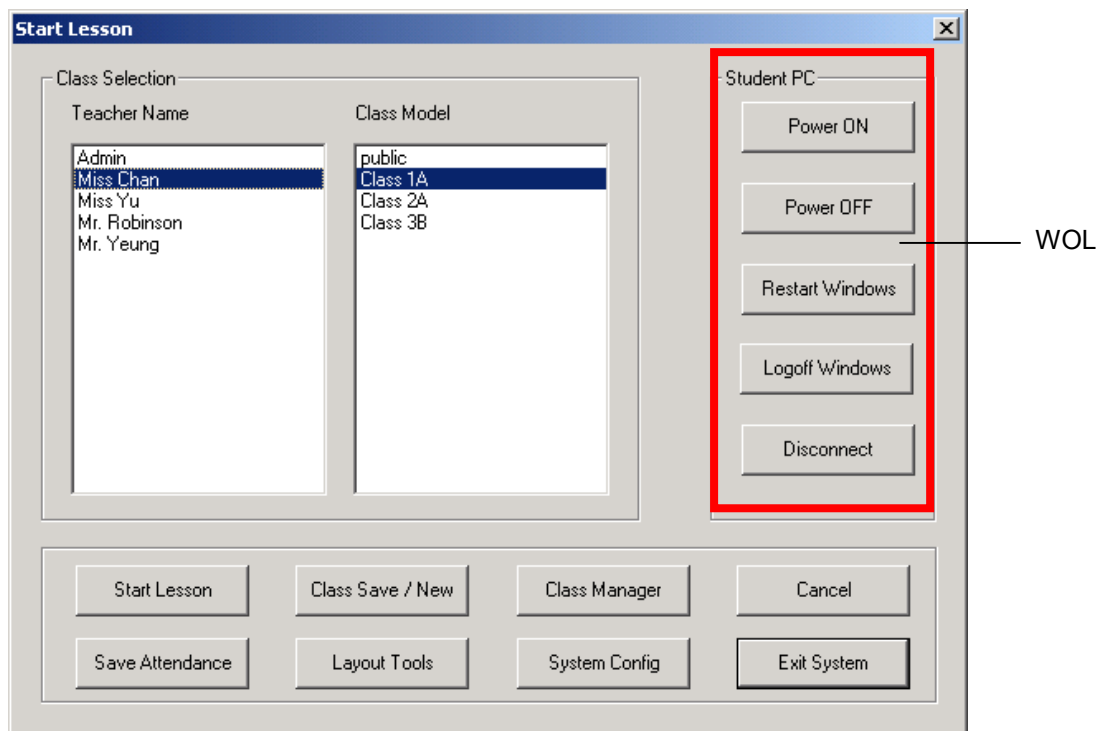 Start Lesson
Class Selection
Teacher Name
Admin
Miss Chan
Miss Yu
Mr. Robinson
Mr. Yeung
Class Model
public
Class 1A
Class 2A
Class 3B
Student PC
Power ON
Power OFF
Restart Windows
Logoff Windows
Disconnect
WOL
Start Lesson
Class Save / New
Class Manager
Cancel
Save Attendance
Layout Tools
System Config
Exit System